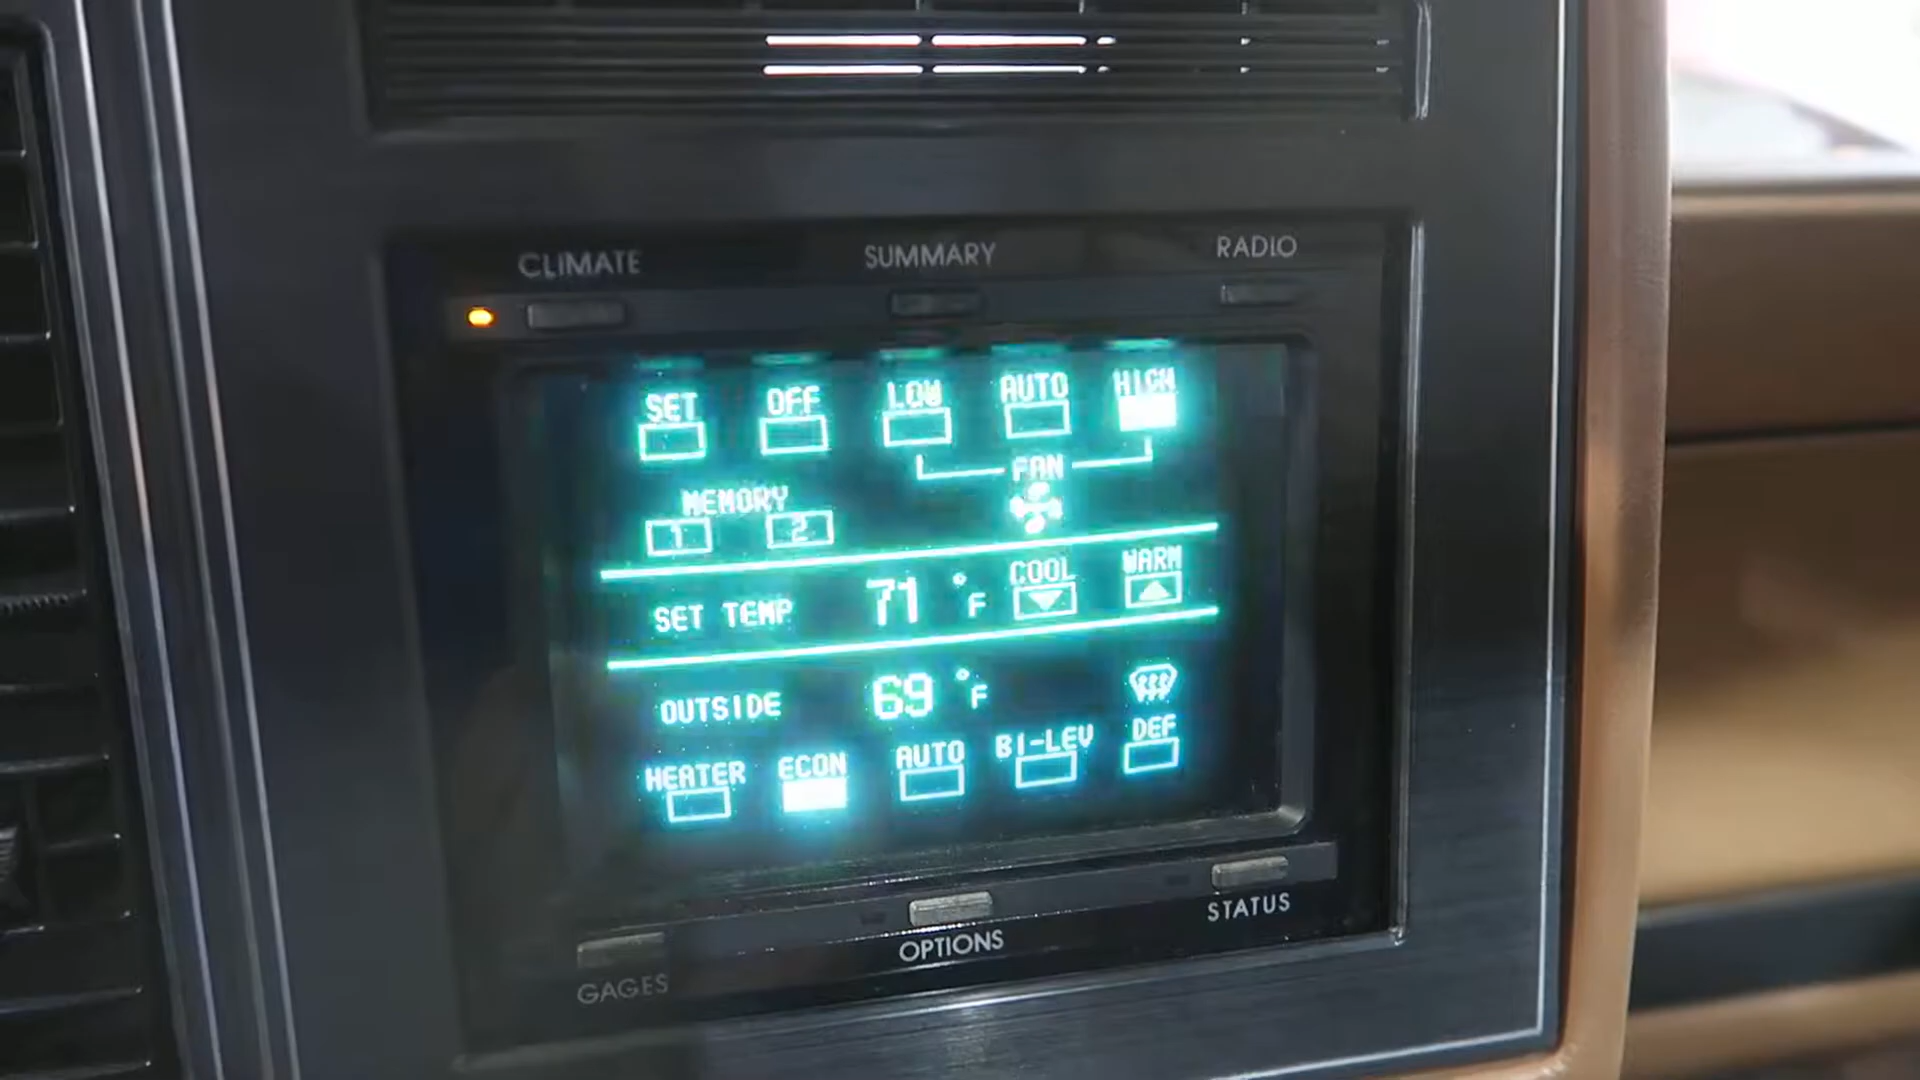 CLIMATE SUMMARY RADIO
SET OFF LOW AUTO HIGH
FAN
MEMORY
1 2
COOL WARM
SET TEMP 71 °F
OUTSIDE 69 °F
HEATER ECON AUTO BI-LEV DEF
GAGES OPTIONS STATUS